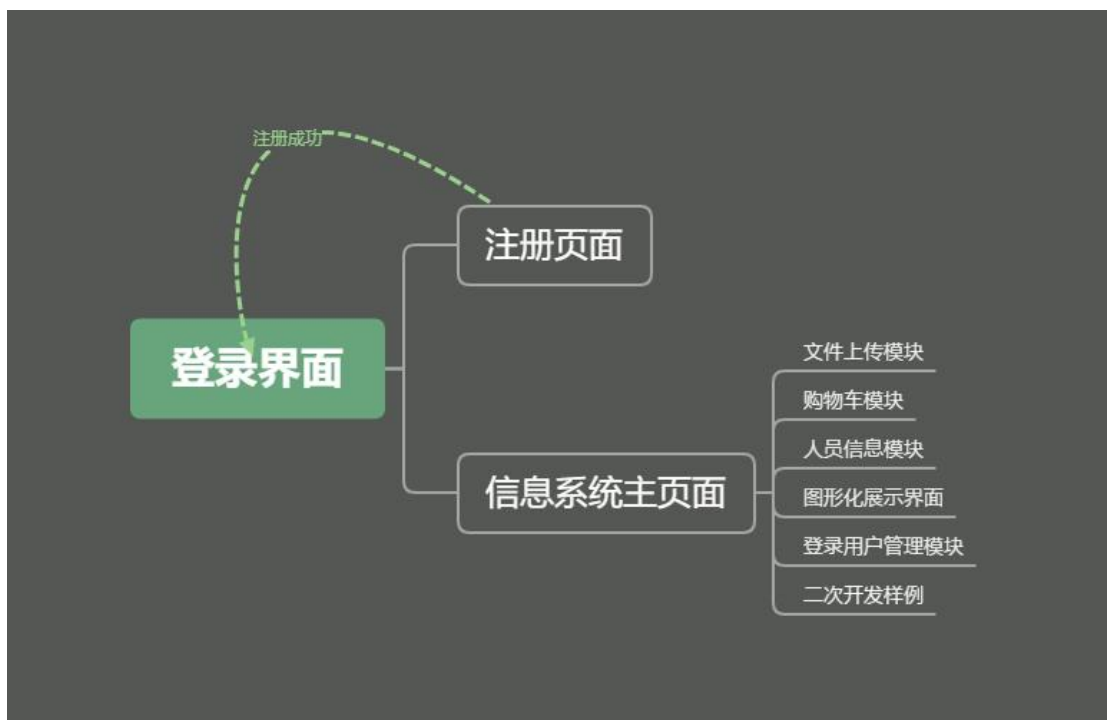 注册成功
注册页面
登录界面
信息系统主页面
文件上传模块
购物车模块
人员信息模块
图形化展示界面
登录用户管理模块
二次开发样例